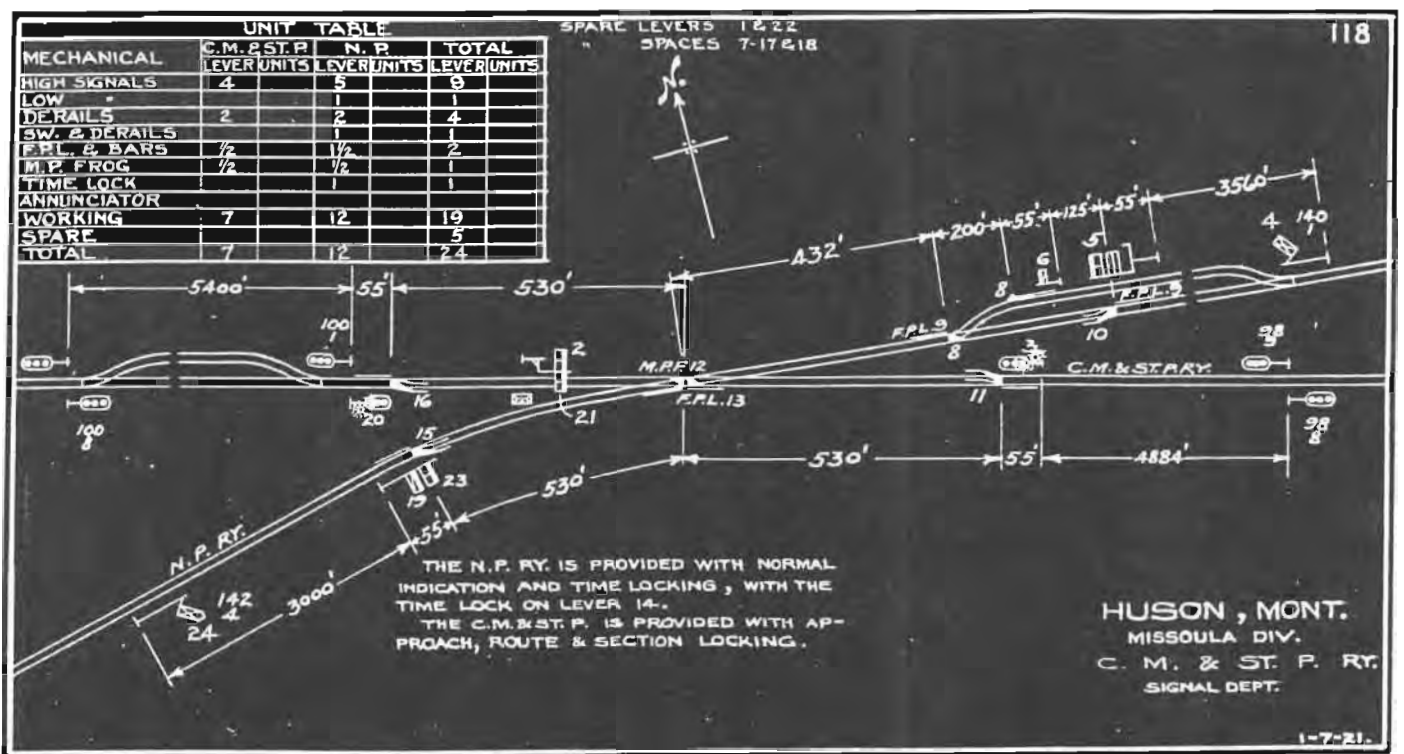 UNIT TABLE
SPARE LEVERS 1 & 22
" SPACES 7-17 & 18
118
MECHANICAL C.M. & ST. P. N. P. TOTAL
LEVER UNITS LEVER UNITS LEVER UNITS
HIGH SIGNALS 4 5 9
LOW " 1 1
DERAILS 2 2 4
SW. & DERAILS 1 1
F.P.L. & BARS 1/2 1 1/2 2
M.P. FROG 1/2 1/2 1
TIME LOCK 1 1
ANNUNCIATOR
WORKING 7 12 19
SPARE 5
TOTAL 7 12 24
N.
432' 200' 55' 125' 55' 3560'
6 5 4 140
1
8
F.P.L. 9
8 10
5400' 55' 530'
100
1
2
M.P.F. 12
F.P.L. 13
C.M. & ST. P. RY.
98
100
8
20
16
21
11
98
8
15
19 23
530' 55' 4884'
530'
55'
3000'
N. P. RY.
142
4
24
THE N.P. RY. IS PROVIDED WITH NORMAL
INDICATION AND TIME LOCKING, WITH THE
TIME LOCK ON LEVER 14.
THE C.M. & ST. P. IS PROVIDED WITH AP-
PROACH, ROUTE & SECTION LOCKING.
HUSON, MONT.
MISSOULA DIV.
C. M. & ST. P. RY.
SIGNAL DEPT.
1-7-21.